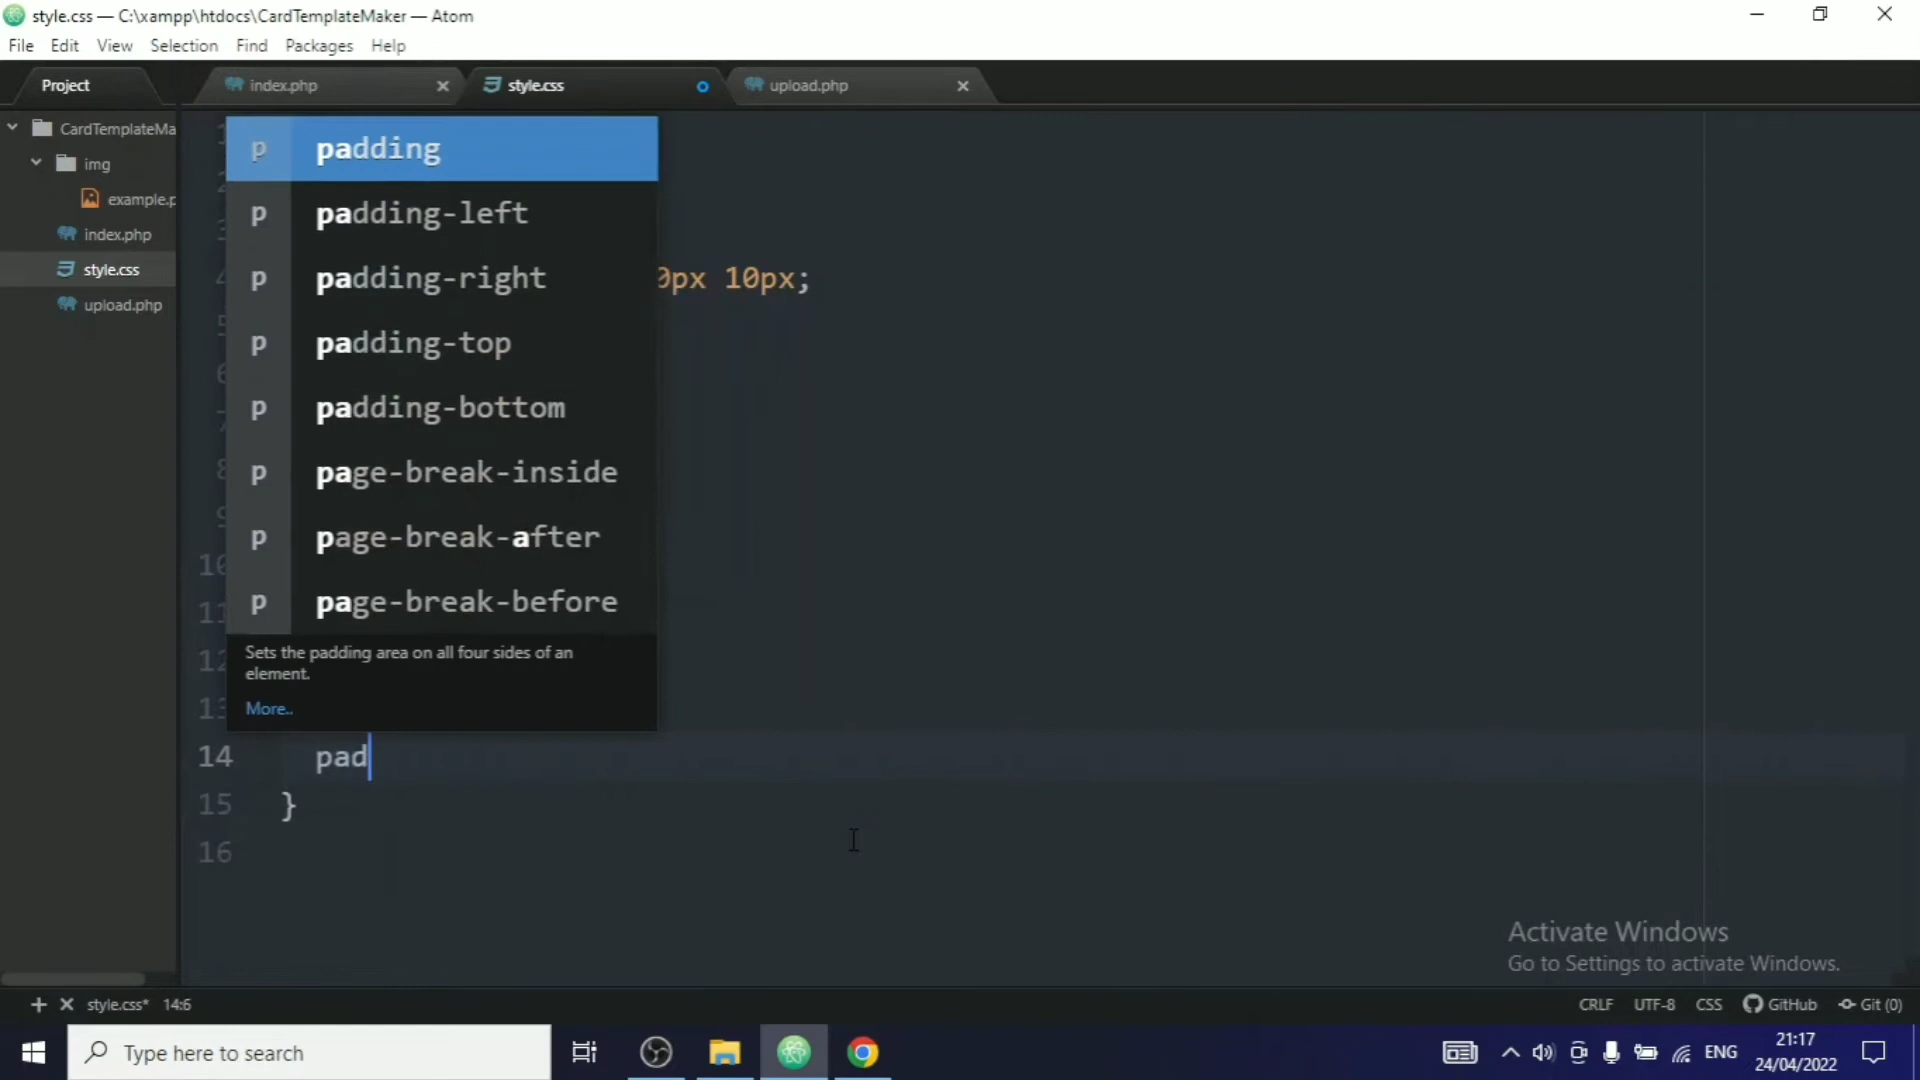 style.css — C:\xampp\htdocs\CardTemplateMaker — Atom
File Edit View Selection Find Packages Help
Project index.php style.css upload.php
CardTemplateMa
img
example.p
index.php
style.css
upload.php
p padding
p padding-left
p padding-right
0px 10px;
p padding-top
p padding-bottom
p page-break-inside
p page-break-after
p page-break-before
Sets the padding area on all four sides of an
element.
More..
14 pad
15 }
16
Activate Windows
Go to Settings to activate Windows.
style.css* 14:6 CRLF UTF-8 CSS GitHub Git (0)
Type here to search ENG 21:17
24/04/2022